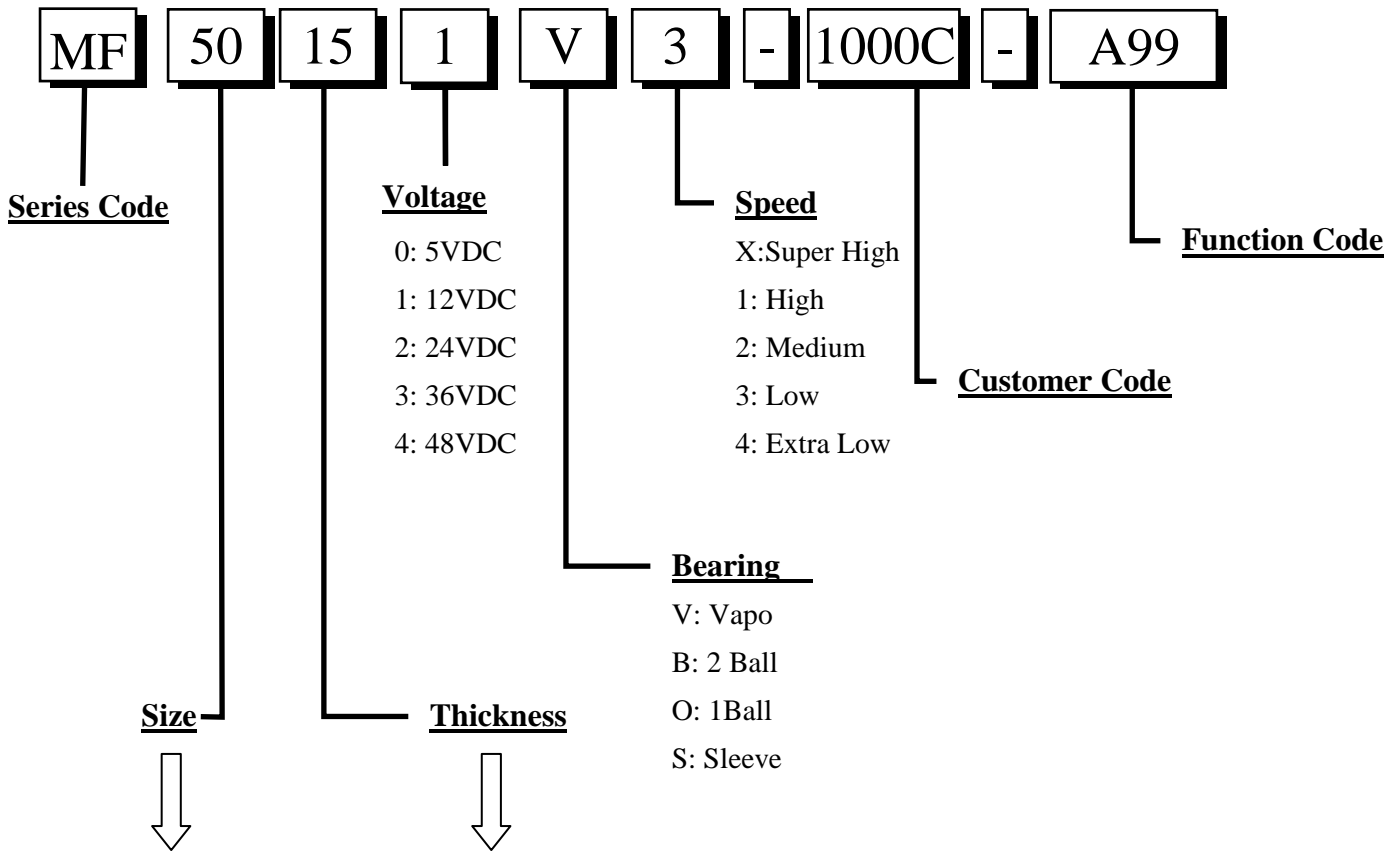 MF 50 15 1 V 3 - 1000C - A99
Series Code
Voltage
0: 5VDC
1: 12VDC
2: 24VDC
3: 36VDC
4: 48VDC
Speed
X:Super High
1: High
2: Medium
3: Low
4: Extra Low
Function Code
Customer Code
Bearing
V: Vapo
B: 2 Ball
O: 1Ball
S: Sleeve
Size
Thickness